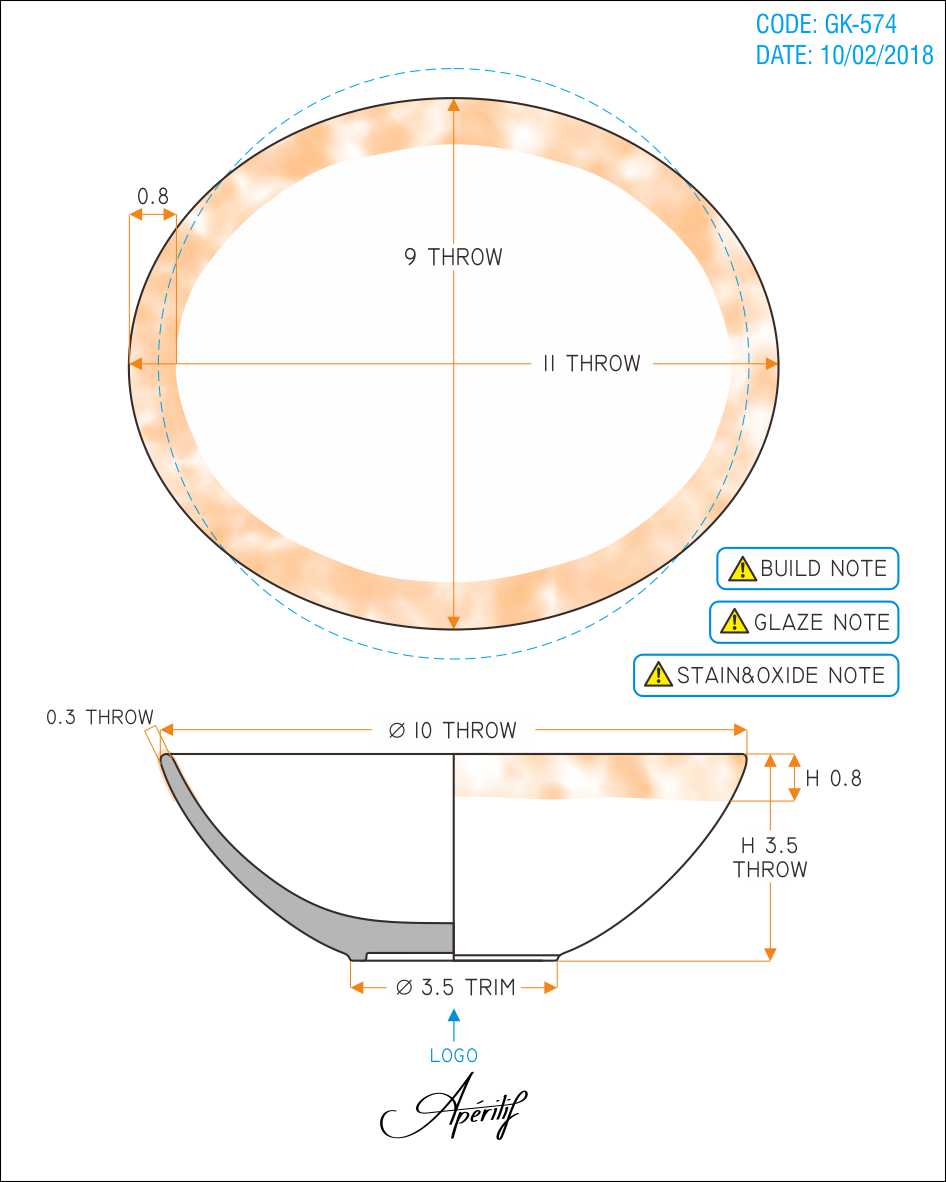 CODE: GK-574
DATE: 10/02/2018
0.8
9 THROW
11 THROW
BUILD NOTE
GLAZE NOTE
STAIN&OXIDE NOTE
0.3 THROW
Ø 10 THROW
H 0.8
H 3.5
THROW
Ø 3.5 TRIM
LOGO
Apéritif